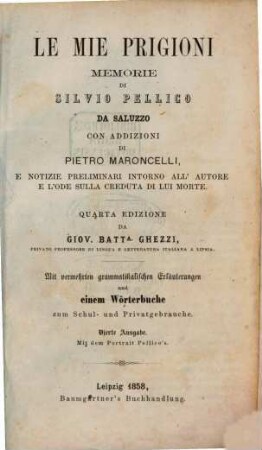 LE MIE PRIGIONI
MEMORIE
DI
SILVIO PELLICO
DA SALUZZO
CON ADDIZIONI
DI
PIETRO MARONCELLI,
E NOTIZIE PRELIMINARI INTORNO ALL' AUTORE
E L'ODE SULLA CREDUTA DI LUI MORTE.
QUARTA EDIZIONE
DA
GIOV. BATTA. GHEZZI,
PRIVATO PROFESSORE DI LINGUA E LETTERATURA ITALIANA A LIPSIA.
Mit vermehrten grammatikalischen Erläuterungen
und
einem Wörterbuche
zum Schul- und Privatgebrauche.
Vierte Ausgabe.
Mit dem Portrait Pellico's.
Leipzig 1858,
Baumgärtner's Buchhandlung.